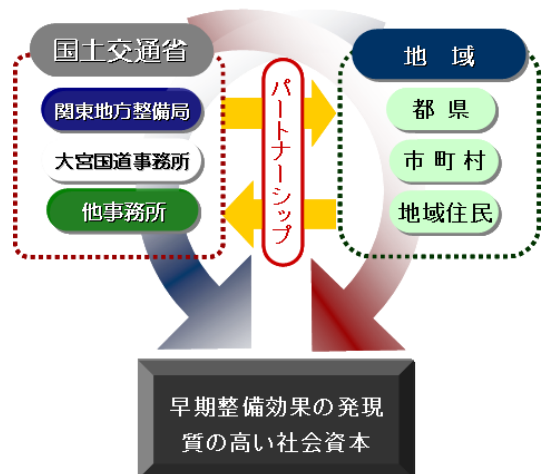 国土交通省
関東地方整備局
大宮国道事務所
他事務所
パートナーシップ
地 域
都 県
市 町 村
地域住民
早期整備効果の発現
質の高い社会資本